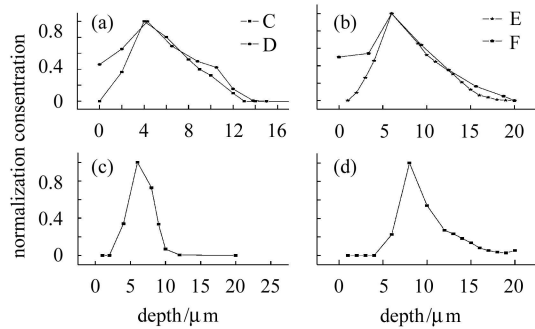 normalization concentration
(a)
C
D
0.8
0.4
0
0 4 8 12 16
(b)
E
F
0 5 10 15 20
(c)
0.8
0.4
0
0 5 10 15 20 25
depth/μm
(d)
0 5 10 15 20
depth/μm